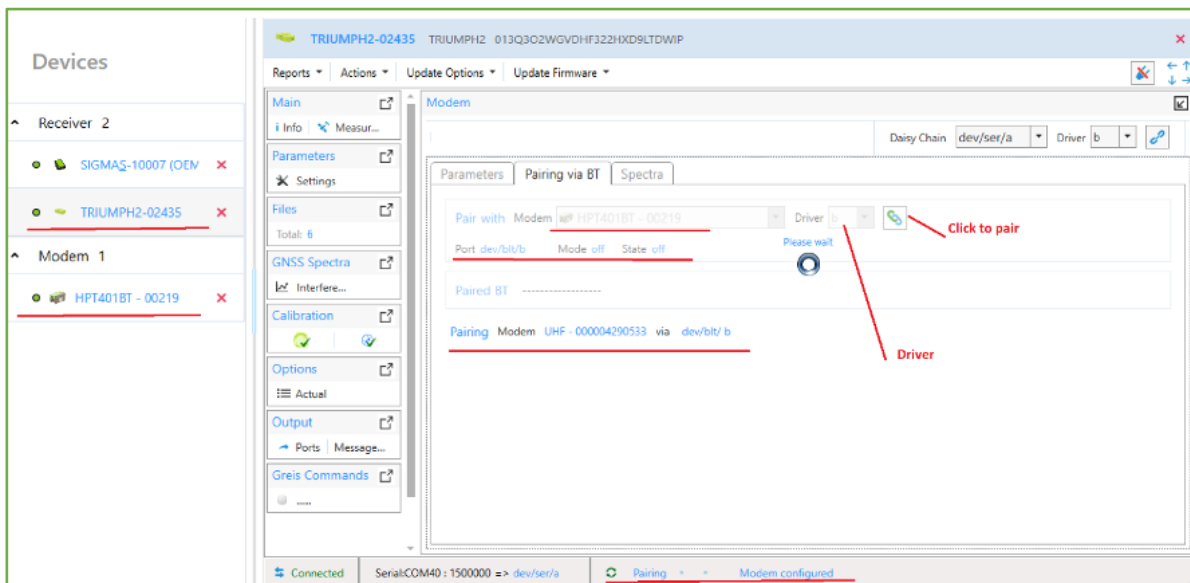 Devices
Receiver 2
SIGMAS-10007 (OEM
TRIUMPH2-02435
Modem 1
HPT401BT - 00219
TRIUMPH2-02435 TRIUMPH2 013Q3O2WGVDHF322HXD9LTDWIP
Reports Actions Update Options Update Firmware
Main
Info Measur...
Parameters
Settings
Files
Total: 6
GNSS Spectra
Interfere...
Calibration
Options
Actual
Output
Ports Message...
Greis Commands
.....
Modem
Daisy Chain dev/ser/a Driver b
Parameters Pairing via BT Spectra
Pair with Modem HPT401BT - 00219 Driver b
Click to pair
Port dev/blt/b Mode off State off
Please wait
Paired BT -----------------
Pairing Modem UHF - 000004290533 via dev/blt/ b
Driver
Connected Serial:COM40 : 1500000 => dev/ser/a Pairing - - Modem configured